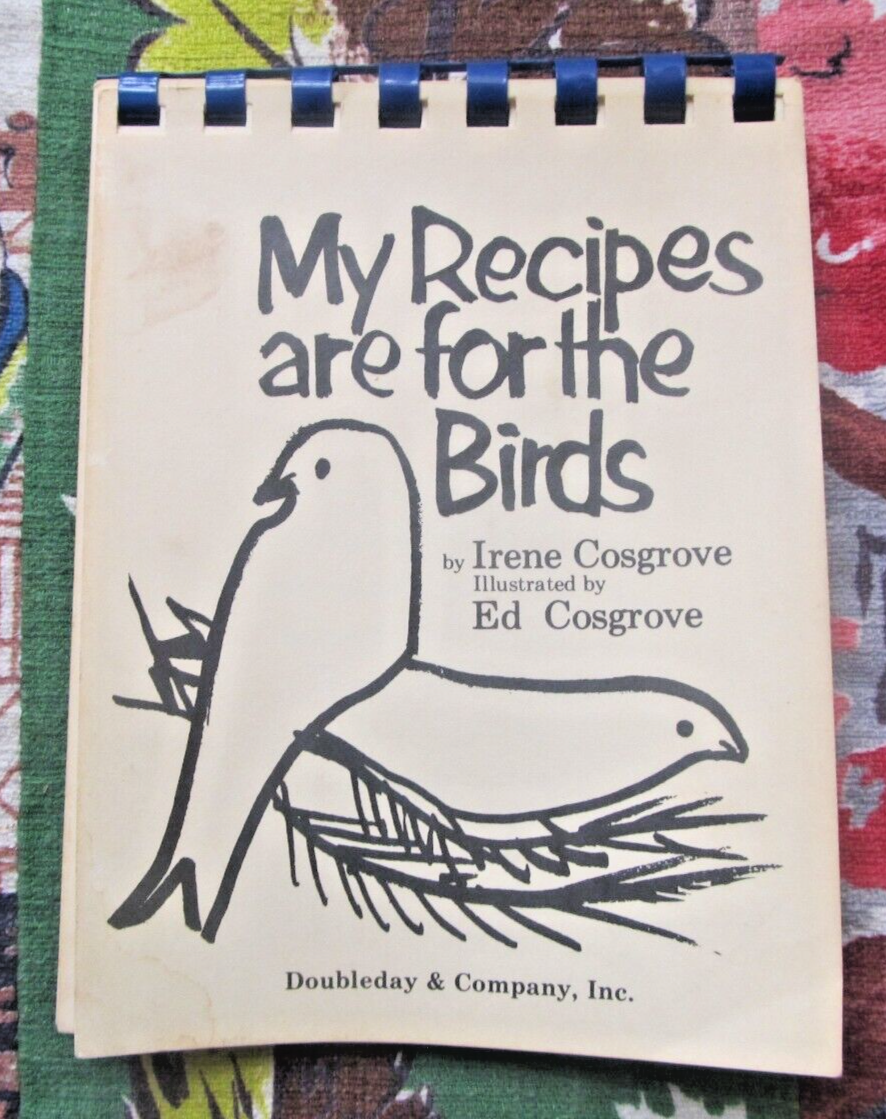 My Recipes
are for the
Birds
by Irene Cosgrove
Illustrated by
Ed Cosgrove
Doubleday & Company, Inc.